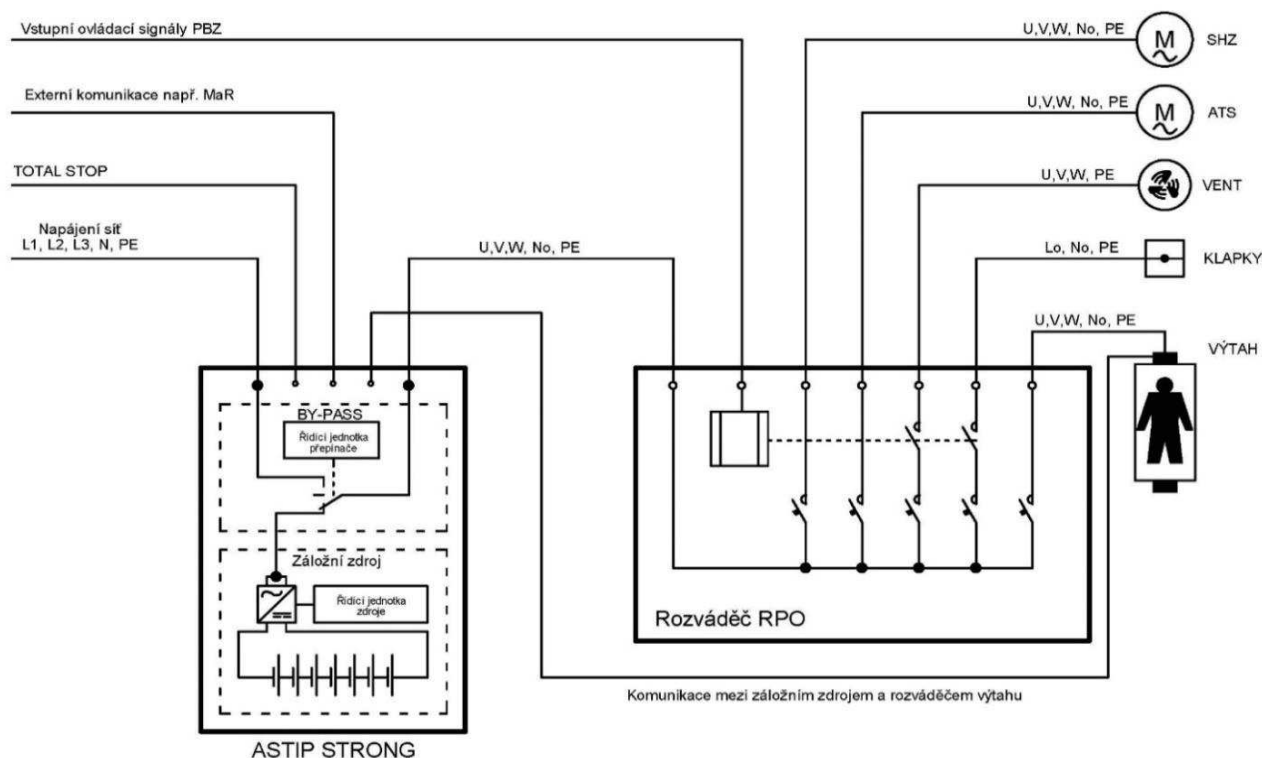 Vstupní ovládací signály PBZ
U,V,W, No, PE
M
SHZ
Externí komunikace např. MaR
U,V,W, No, PE
M
ATS
TOTAL STOP
U,V,W, PE
VENT
Napájení síť
L1, L2, L3, N, PE
U,V,W, No, PE
Lo, No, PE
KLAPKY
U,V,W, No, PE
VÝTAH
BY-PASS
Řídící jednotka
přepínače
Záložní zdroj
Řídící jednotka
zdroje
Rozváděč RPO
Komunikace mezi záložním zdrojem a rozváděčem výtahu
ASTIP STRONG